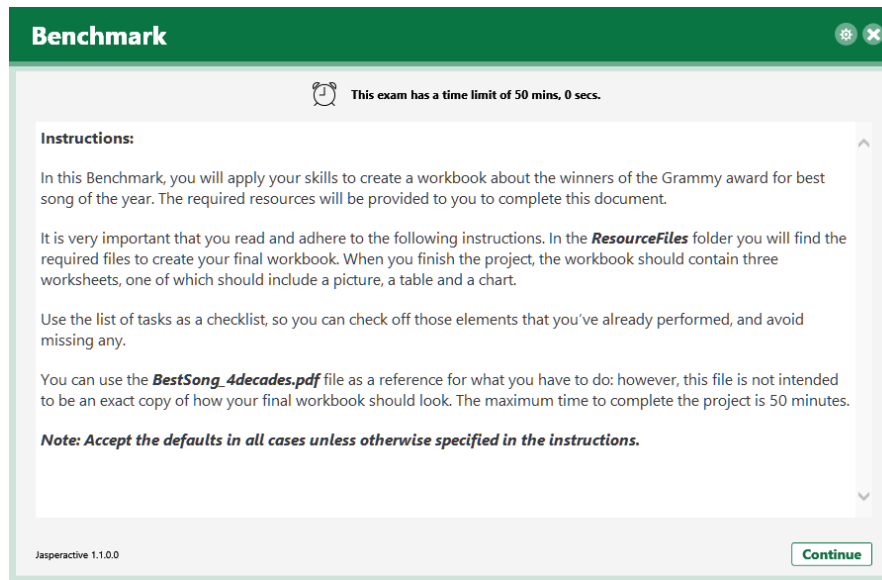 Benchmark
This exam has a time limit of 50 mins, 0 secs.
Instructions:
In this Benchmark, you will apply your skills to create a workbook about the winners of the Grammy award for best
song of the year. The required resources will be provided to you to complete this document.
It is very important that you read and adhere to the following instructions. In the ResourceFiles folder you will find the
required files to create your final workbook. When you finish the project, the workbook should contain three
worksheets, one of which should include a picture, a table and a chart.
Use the list of tasks as a checklist, so you can check off those elements that you've already performed, and avoid
missing any.
You can use the BestSong_4decades.pdf file as a reference for what you have to do: however, this file is not intended
to be an exact copy of how your final workbook should look. The maximum time to complete the project is 50 minutes.
Note: Accept the defaults in all cases unless otherwise specified in the instructions.
Jasperactive 1.1.0.0
Continue